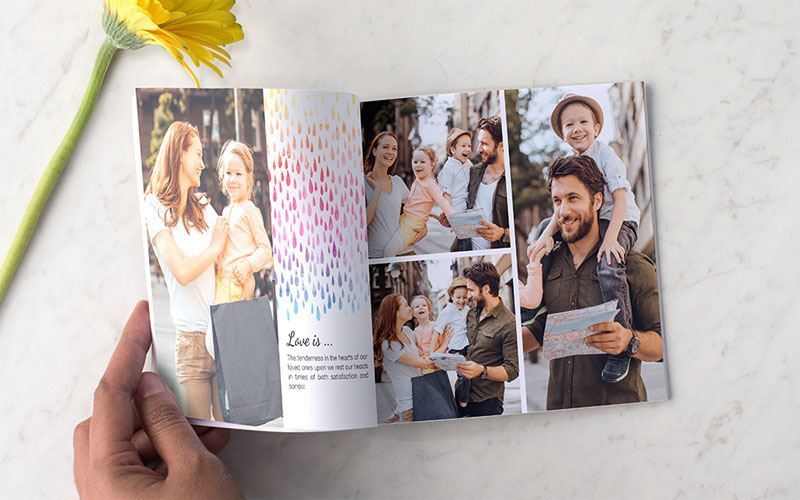 Love is ...
The tenderness in the hearts of our
loved ones upon we rest our heads
in times of both satisfaction and